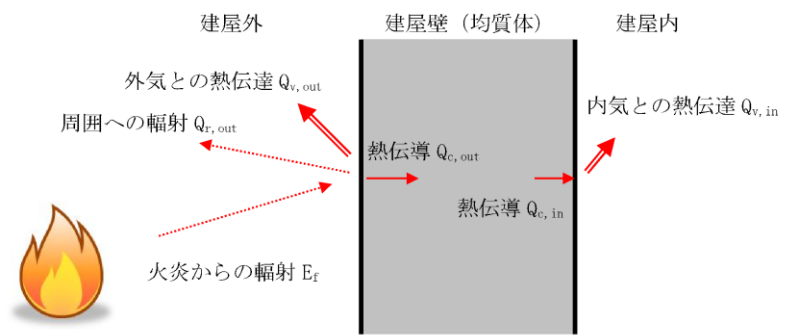 建屋外
建屋壁（均質体）
建屋内
外気との熱伝達 Qv,out
周囲への輻射 Qr,out
内気との熱伝達 Qv,in
熱伝導 Qc,out
熱伝導 Qc,in
火炎からの輻射 Ef